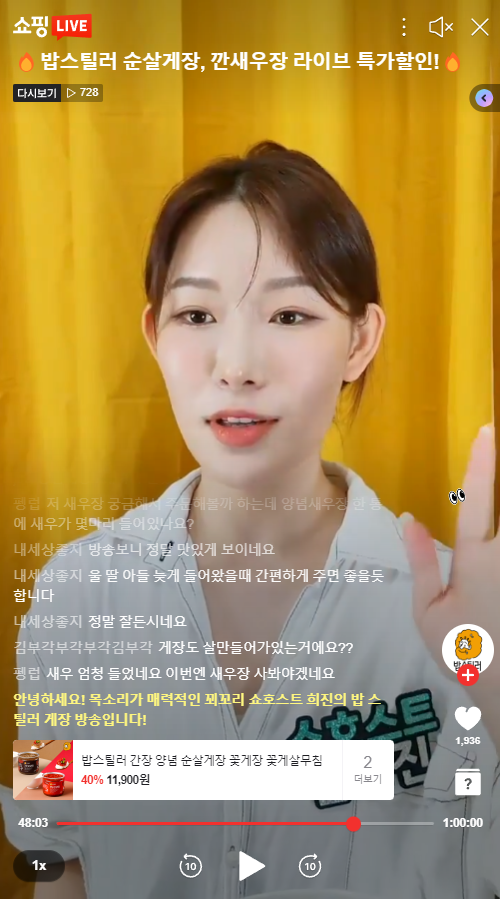 쇼핑 LIVE
🔥 밥스틸러 순살게장, 깐새우장 라이브 특가할인! 🔥
다시보기 ▷ 728
펭럽 저 새우장 궁금해서 주문해볼까 하는데 양념새우장 한 통
에 새우가 몇마리 들어있나요?
내세상좋지 방송보니 정말 맛있게 보이네요
내세상좋지 울 딸 아들 늦게 들어왔을때 간편하게 주면 좋을듯
합니다
내세상좋지 정말 잘든시네요
김부각부각부각김부각 게장도 살만들어가있는거에요??
펭럽 새우 엄청 들었네요 이번엔 새우장 사봐야겠네요
안녕하세요! 목소리가 매력적인 꾀꼬리 쇼호스트 희진의 밥 스
틸러 게장 방송입니다!
쇼호스트
진
밥스틸러
1,936
밥스틸러 간장 양념 순살게장 꽃게장 꽃게살무침
40% 11,900원
2
더보기
?
48:03
1:00:00
1x
10
10